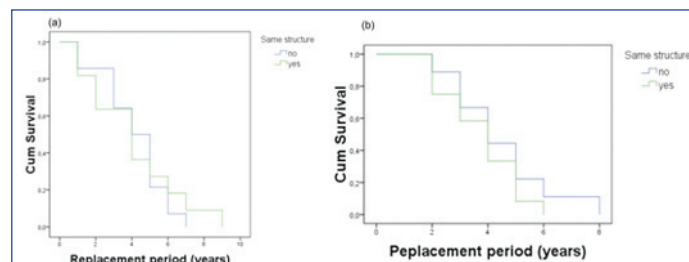 (a)
Same structure
no
yes
1,0
0,8
0,6
0,4
0,2
0,0
0
2
4
6
8
10
Cum Survival
Replacement period (years)
(b)
Same structure
no
yes
1,0
0,8
0,6
0,4
0,2
0,0
0
2
4
6
8
Cum Survival
Peplacement period (years)